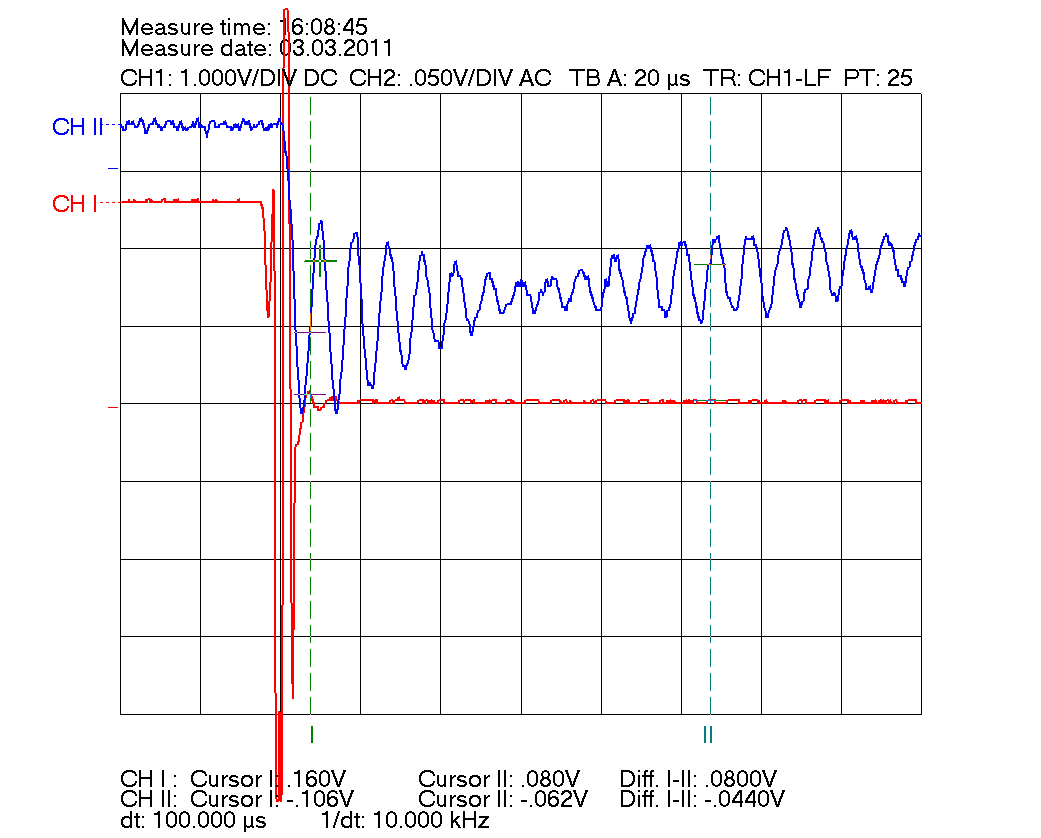 Measure time: 16:08:45
Measure date: 03.03.2011
CH1: 1.000V/DIV DC CH2: .050V/DIV AC TB A: 20 µs TR: CH1-LF PT: 25
CH II
CH I
I
II
CH I : Cursor I: .160V Cursor II: .080V Diff. I-II: .0800V
CH II: Cursor I: -.106V Cursor II: -.062V Diff. I-II: -.0440V
dt: 100.000 µs 1/dt: 10.000 kHz